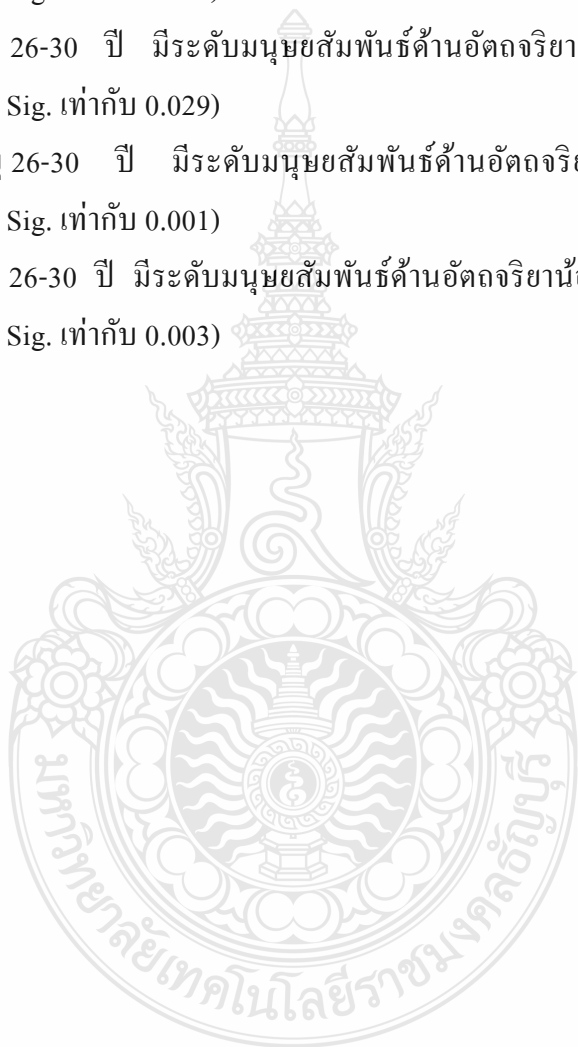 26-30 ปี มีระดับมนุษยสัมพันธ์ด้านอัตถจริยา
Sig. เท่ากับ 0.029)
26-30 ปี มีระดับมนุษยสัมพันธ์ด้านอัตถจริย
Sig. เท่ากับ 0.001)
26-30 ปี มีระดับมนุษยสัมพันธ์ด้านอัตถจริยาน้
Sig. เท่ากับ 0.003)
มหาวิทยาลัยเทคโนโลยีราชมงคลธัญบุรี